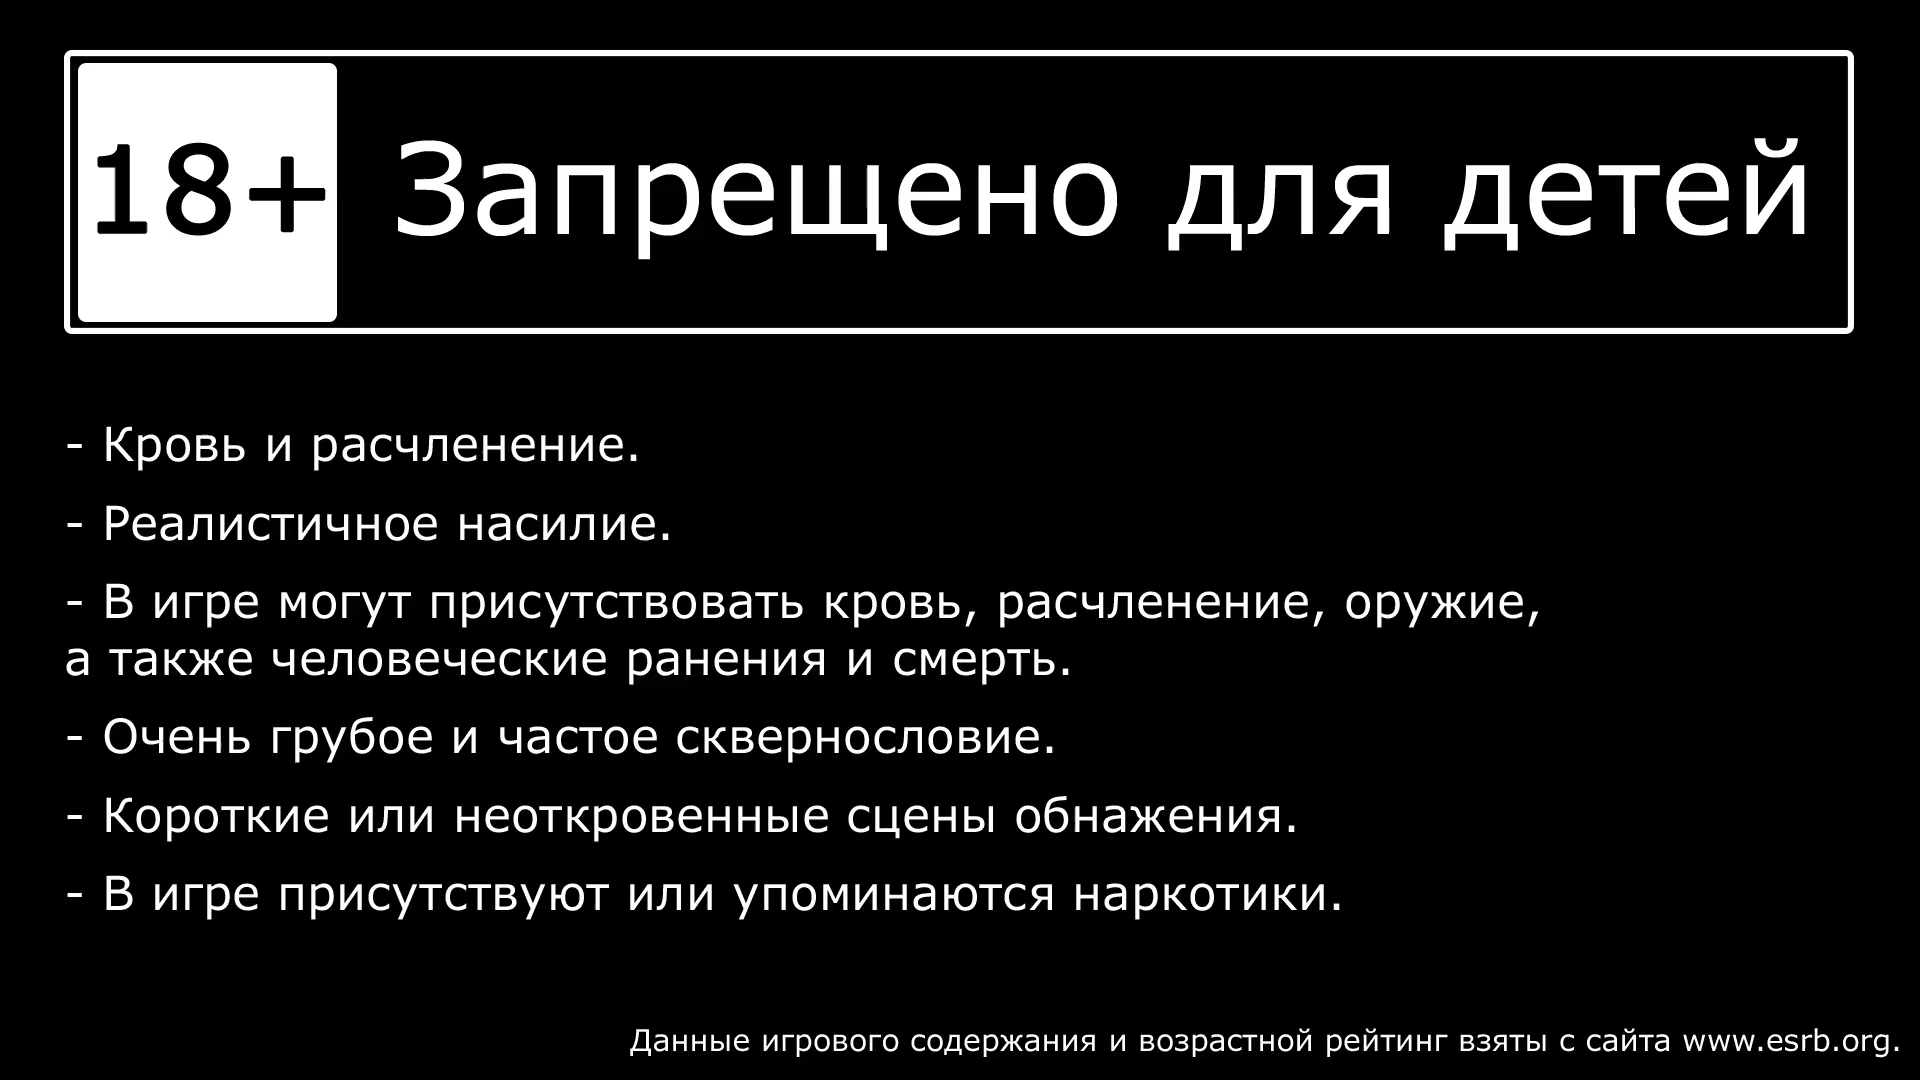 18+ Запрещено для детей
- Кровь и расчленение.
- Реалистичное насилие.
- В игре могут присутствовать кровь, расчленение, оружие,
а также человеческие ранения и смерть.
- Очень грубое и частое сквернословие.
- Короткие или неоткровенные сцены обнажения.
- В игре присутствуют или упоминаются наркотики.
Данные игрового содержания и возрастной рейтинг взяты с сайта www.esrb.org.